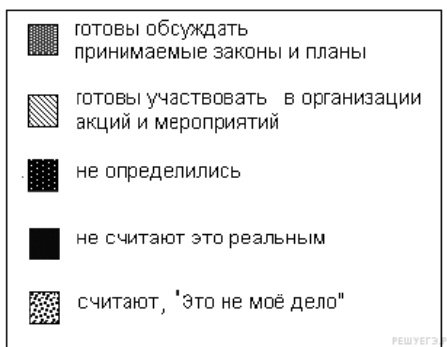 готовы обсуждать
принимаемые законы и планы
готовы участвовать в организации
акций и мероприятий
не определились
не считают это реальным
считают, "Это не моё дело"
РЕШУЕГЭ.Р